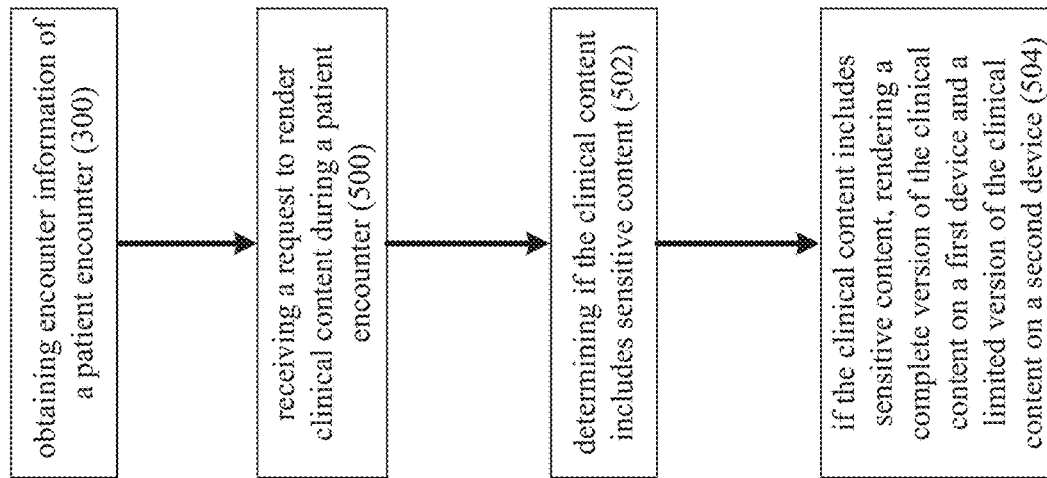 obtaining encounter information of
a patient encounter (300)
receiving a request to render
clinical content during a patient
encounter (500)
determining if the clinical content
includes sensitive content (502)
if the clinical content includes
sensitive content, rendering a
complete version of the clinical
content on a first device and a
limited version of the clinical
content on a second device (504)